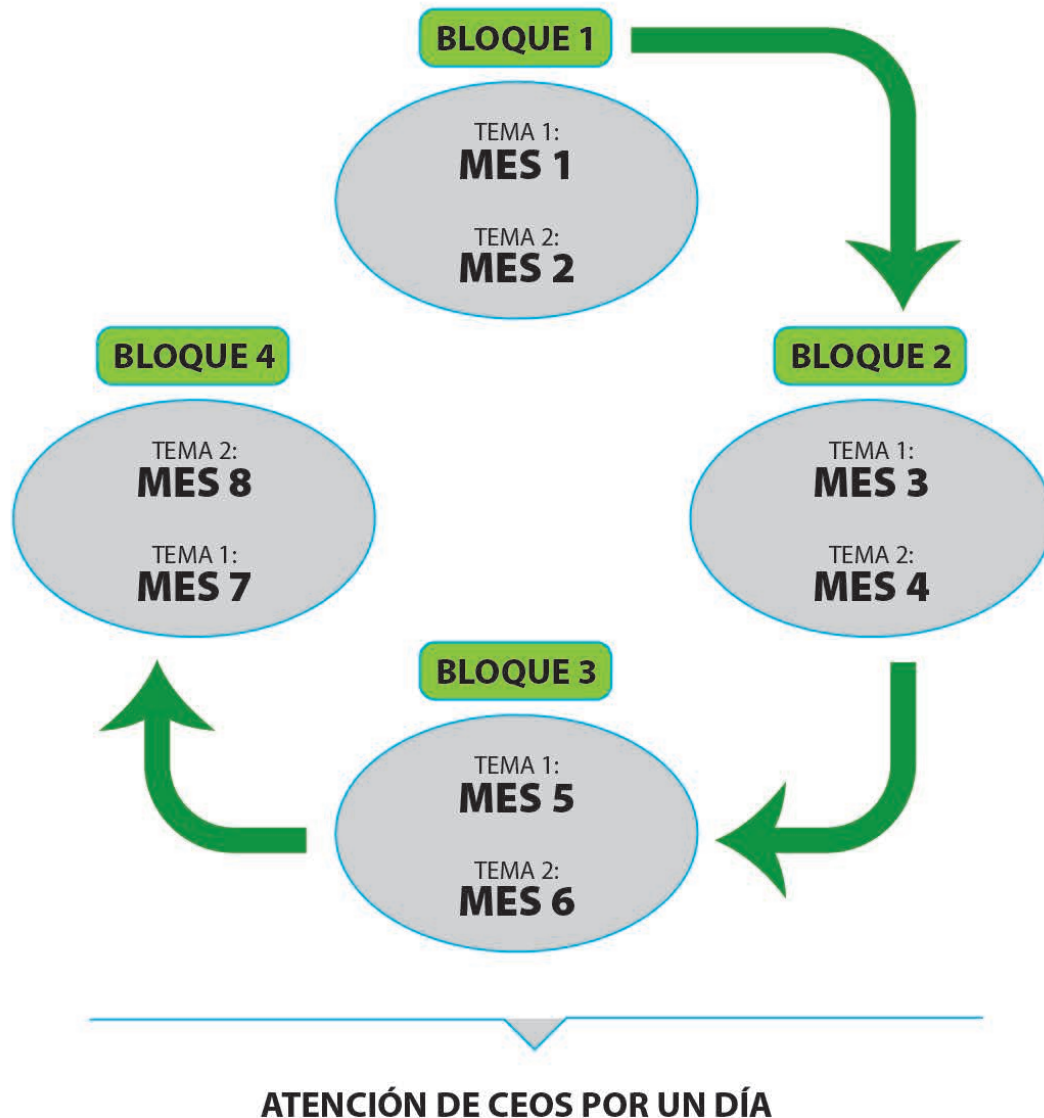 BLOQUE 1
TEMA 1:
MES 1
TEMA 2:
MES 2
BLOQUE 4
TEMA 2:
MES 8
TEMA 1:
MES 7
BLOQUE 2
TEMA 1:
MES 3
TEMA 2:
MES 4
BLOQUE 3
TEMA 1:
MES 5
TEMA 2:
MES 6
ATENCIÓN DE CEOS POR UN DÍA